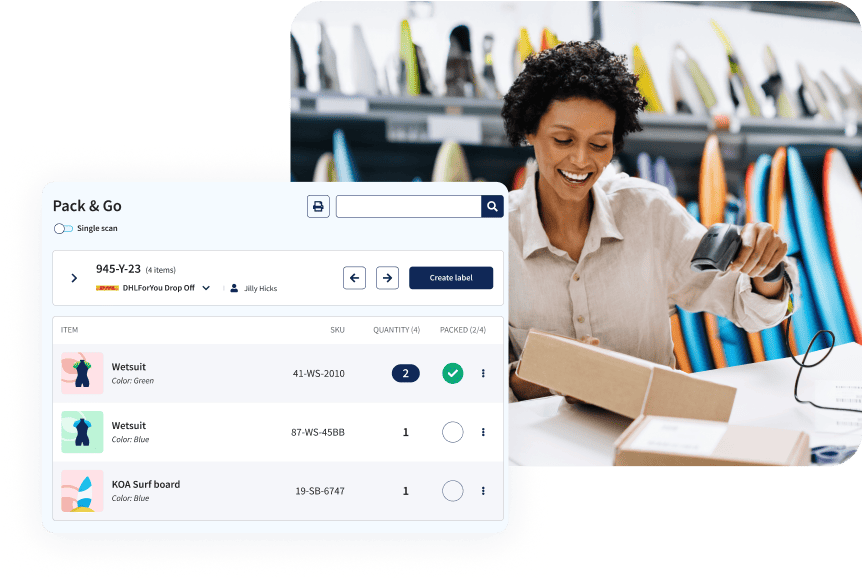 Pack & Go
Single scan
945-Y-23 (4 items)
DHL DHLForYou Drop Off Jilly Hicks
Create label
ITEM SKU QUANTITY (4) PACKED (2/4)
Wetsuit
Color: Green
41-WS-2010 2
Wetsuit
Color: Blue
87-WS-45BB 1
KOA Surf board
Color: Blue
19-SB-6747 1